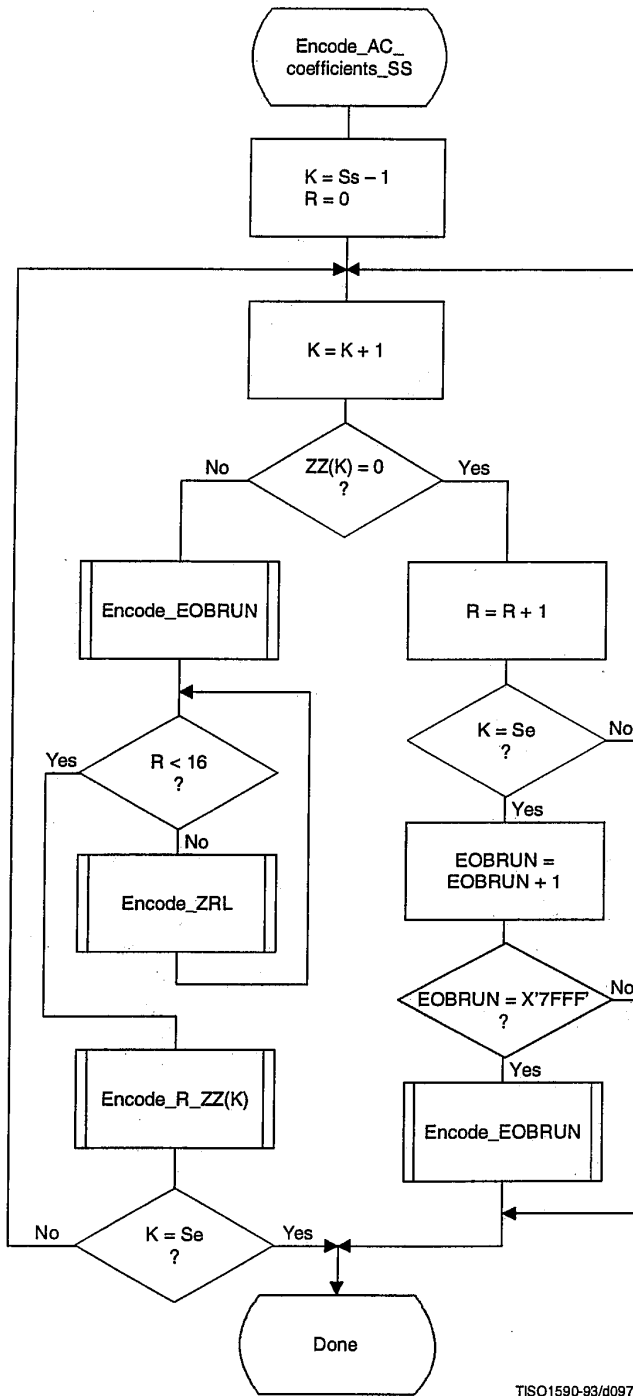 Encode_AC_
coefficients_SS
K = Ss – 1
R = 0
K = K + 1
ZZ(K) = 0
?
No
Yes
Encode_EOBRUN
R = R + 1
R < 16
?
Yes
No
K = Se
?
No
Yes
Encode_ZRL
EOBRUN =
EOBRUN + 1
EOBRUN = X'7FFF'
?
No
Yes
Encode_R_ZZ(K)
Encode_EOBRUN
K = Se
?
No
Yes
Done
TISO1590-93/d097